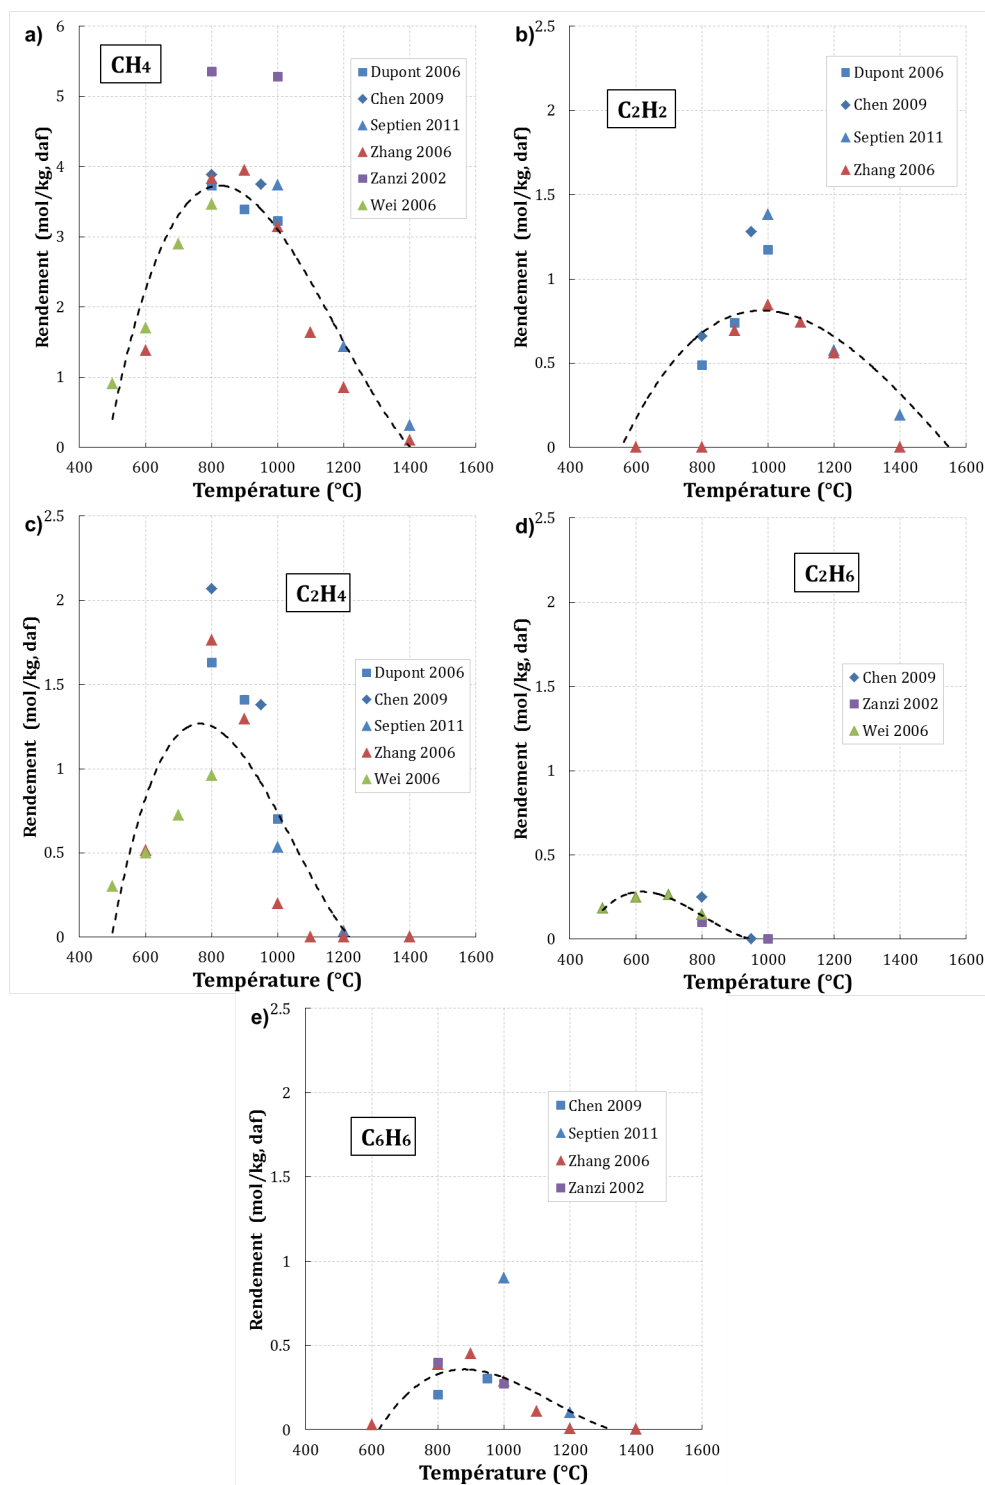 a)
CH4
6
5
4
3
2
1
0
400 600 800 1000 1200 1400 1600
Rendement (mol/kg, daf)
Température (°C)
Dupont 2006
Chen 2009
Septien 2011
Zhang 2006
Zanzi 2002
Wei 2006
b)
C2H2
2.5
2
1.5
1
0.5
0
400 600 800 1000 1200 1400 1600
Rendement (mol/kg, daf)
Température (°C)
Dupont 2006
Chen 2009
Septien 2011
Zhang 2006
c)
C2H4
2.5
2
1.5
1
0.5
0
400 600 800 1000 1200 1400 1600
Rendement (mol/kg, daf)
Température (°C)
Dupont 2006
Chen 2009
Septien 2011
Zhang 2006
Wei 2006
d)
C2H6
2.5
2
1.5
1
0.5
0
400 600 800 1000 1200 1400 1600
Rendement (mol/kg, daf)
Température (°C)
Chen 2009
Zanzi 2002
Wei 2006
e)
C6H6
2.5
2
1.5
1
0.5
0
400 600 800 1000 1200 1400 1600
Rendement (mol/kg, daf)
Température (°C)
Chen 2009
Septien 2011
Zhang 2006
Zanzi 2002